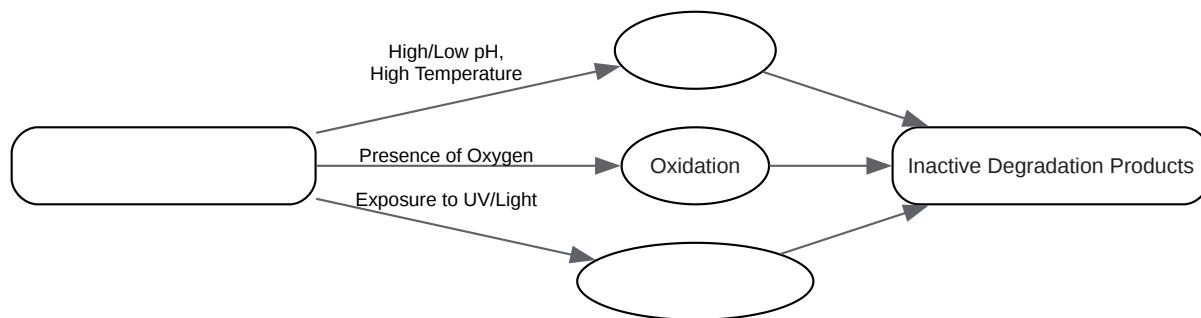 High/Low pH,
High Temperature
Presence of Oxygen
Oxidation
Inactive Degradation Products
Exposure to UV/Light